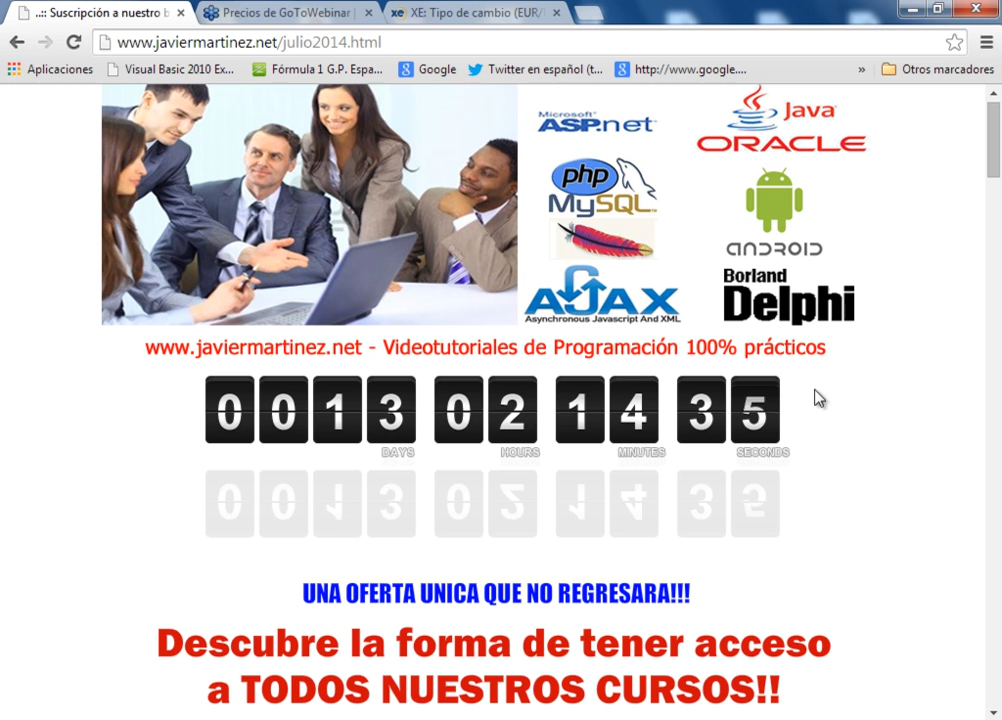 ..: Suscripción a nuestro b
Precios de GoToWebinar |
XE: Tipo de cambio (EUR/
www.javiermartinez.net/julio2014.html
Aplicaciones
Visual Basic 2010 Ex...
Fórmula 1 G.P. Espa...
Google
Twitter en español (t...
http://www.google....
»
Otros marcadores
Microsoft®
ASP.net
Java
ORACLE
php
MySQL
ANDROID
AJAX
Asynchronous Javascript And XML
Borland
Delphi
www.javiermartinez.net - Videotutoriales de Programación 100% prácticos
0013 02 14 35
DAYS HOURS MINUTES SECONDS
UNA OFERTA UNICA QUE NO REGRESARA!!!
Descubre la forma de tener acceso
a TODOS NUESTROS CURSOS!!